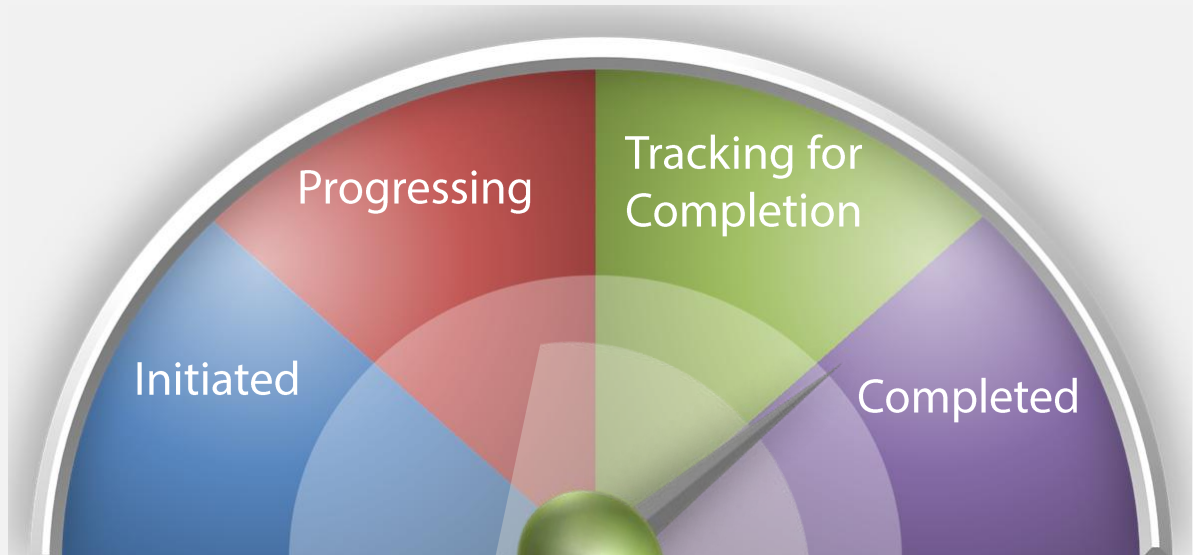 Initiated
Progressing
Tracking for
Completion
Completed